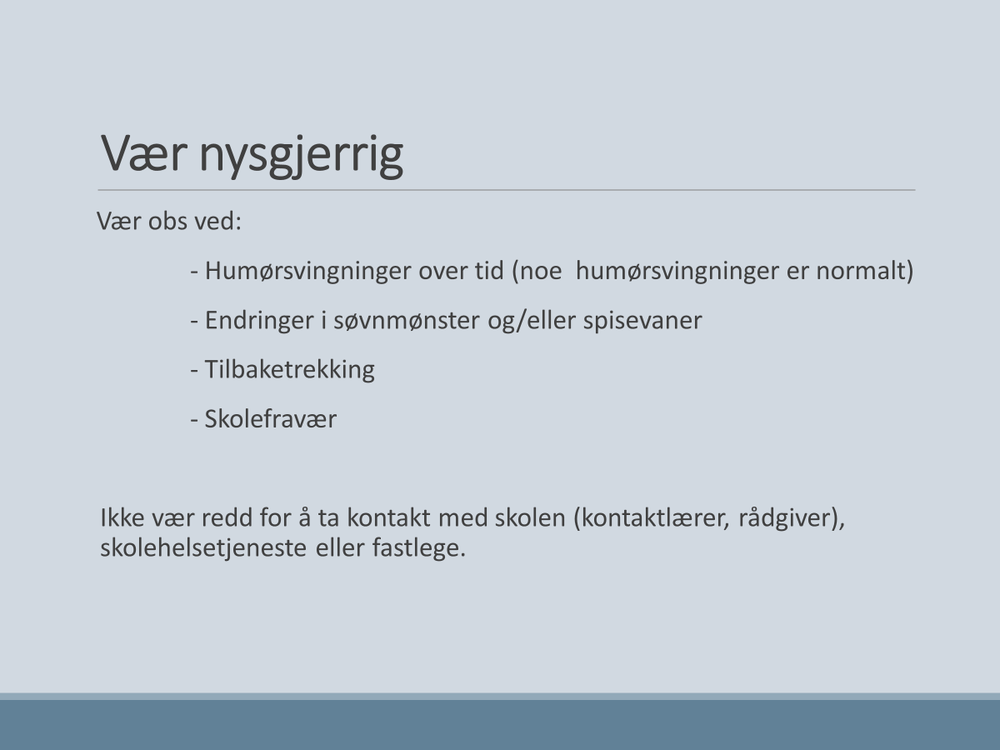 Vær nysgjerrig
Vær obs ved:
- Humørsvingninger over tid (noe  humørsvingninger er normalt)
- Endringer i søvnmønster og/eller spisevaner
- Tilbaketrekking
- Skolefravær
Ikke vær redd for å ta kontakt med skolen (kontaktlærer, rådgiver),
skolehelsetjeneste eller fastlege.